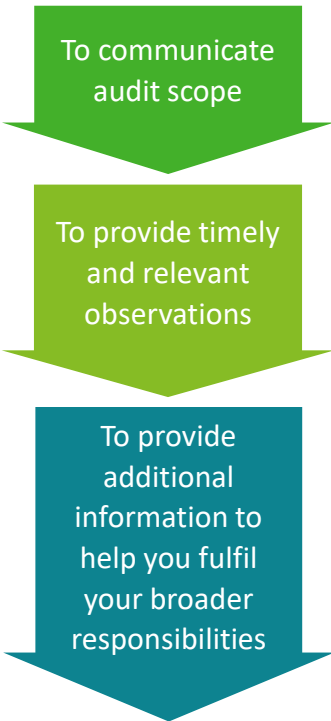 To communicate
audit scope
To provide timely
and relevant
observations
To provide
additional
information to
help you fulfil
your broader
responsibilities